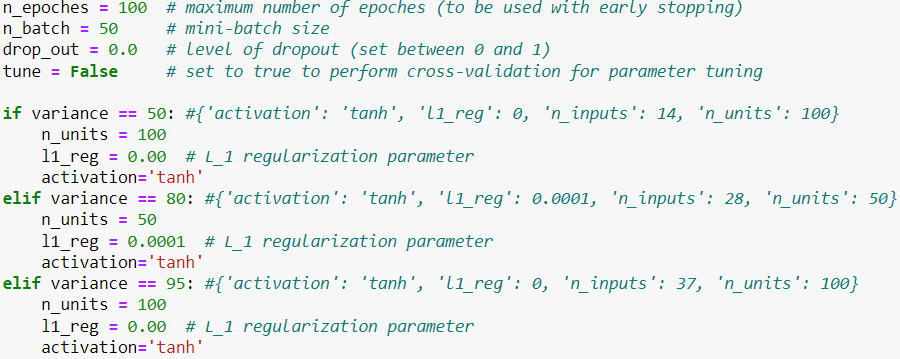 n_epoches = 100  # maximum number of epoches (to be used with early stopping)
n_batch = 50     # mini-batch size
drop_out = 0.0   # level of dropout (set between 0 and 1)
tune = False     # set to true to perform cross-validation for parameter tuning

if variance == 50: #{'activation': 'tanh', 'l1_reg': 0, 'n_inputs': 14, 'n_units': 100}
    n_units = 100
    l1_reg = 0.00  # L_1 regularization parameter
    activation='tanh'
elif variance == 80: #{'activation': 'tanh', 'l1_reg': 0.0001, 'n_inputs': 28, 'n_units': 50}
    n_units = 50
    l1_reg = 0.0001  # L_1 regularization parameter
    activation='tanh'
elif variance == 95: #{'activation': 'tanh', 'l1_reg': 0, 'n_inputs': 37, 'n_units': 100}
    n_units = 100
    l1_reg = 0.00  # L_1 regularization parameter
    activation='tanh'